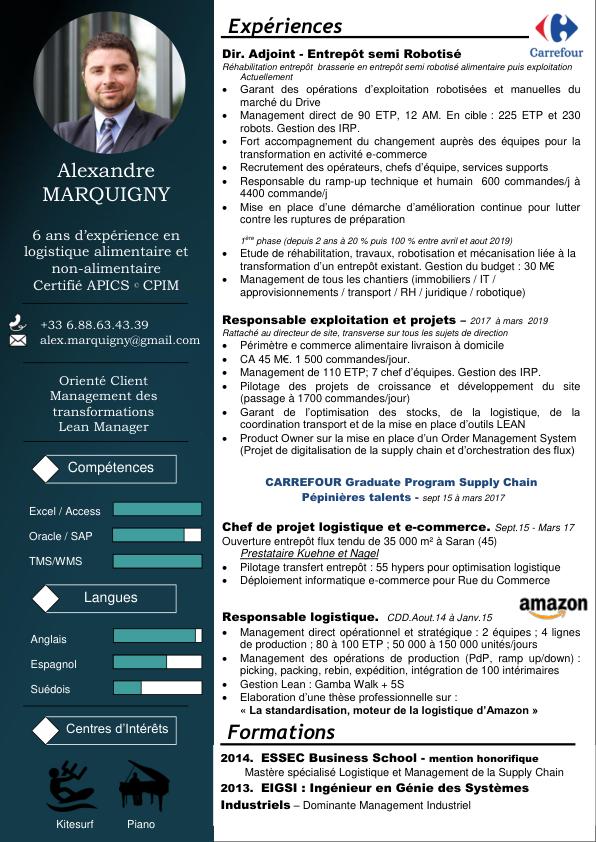 Alexandre
MARQUIGNY
6 ans d'expérience en
logistique alimentaire et
non-alimentaire
Certifié APICS © CPIM
+33 6.88.63.43.39
alex.marquigny@gmail.com
Orienté Client
Management des
transformations
Lean Manager
Compétences
Excel / Access
Oracle / SAP
TMS/WMS
Langues
Anglais
Espagnol
Suédois
Centres d'Intérêts
Kitesurf Piano
Expériences
Carrefour
Dir. Adjoint - Entrepôt semi Robotisé
Réhabilitation entrepôt brasserie en entrepôt semi robotisé alimentaire puis exploitation
Actuellement
• Garant des opérations d'exploitation robotisées et manuelles du
marché du Drive
• Management direct de 90 ETP, 12 AM. En cible : 225 ETP et 230
robots. Gestion des IRP.
• Fort accompagnement du changement auprès des équipes pour la
transformation en activité e-commerce
• Recrutement des opérateurs, chefs d'équipe, services supports
• Responsable du ramp-up technique et humain 600 commandes/j à
4400 commande/j
• Mise en place d'une démarche d'amélioration continue pour lutter
contre les ruptures de préparation
1ère phase (depuis 2 ans à 20 % puis 100 % entre avril et aout 2019)
• Etude de réhabilitation, travaux, robotisation et mécanisation liée à la
transformation d'un entrepôt existant. Gestion du budget : 30 M€
• Management de tous les chantiers (immobiliers / IT /
approvisionnements / transport / RH / juridique / robotique)
Responsable exploitation et projets – 2017 à mars 2019
Rattaché au directeur de site, transverse sur tous les sujets de direction
• Périmètre e commerce alimentaire livraison à domicile
• CA 45 M€. 1 500 commandes/jour.
• Management de 110 ETP; 7 chef d'équipes. Gestion des IRP.
• Pilotage des projets de croissance et développement du site
(passage à 1700 commandes/jour)
• Garant de l'optimisation des stocks, de la logistique, de la
coordination transport et de la mise en place d'outils LEAN
• Product Owner sur la mise en place d'un Order Management System
(Projet de digitalisation de la supply chain et d'orchestration des flux)
CARREFOUR Graduate Program Supply Chain
Pépinières talents - sept 15 à mars 2017
Chef de projet logistique et e-commerce. Sept.15 - Mars 17
Ouverture entrepôt flux tendu de 35 000 m² à Saran (45)
Prestataire Kuehne et Nagel
• Pilotage transfert entrepôt : 55 hypers pour optimisation logistique
• Déploiement informatique e-commerce pour Rue du Commerce
amazon
Responsable logistique. CDD.Aout.14 à Janv.15
• Management direct opérationnel et stratégique : 2 équipes ; 4 lignes
de production ; 80 à 100 ETP ; 50 000 à 150 000 unités/jours
• Management des opérations de production (PdP, ramp up/down) :
picking, packing, rebin, expédition, intégration de 100 intérimaires
• Gestion Lean : Gamba Walk + 5S
• Elaboration d'une thèse professionnelle sur :
« La standardisation, moteur de la logistique d'Amazon »
Formations
2014. ESSEC Business School - mention honorifique
Mastère spécialisé Logistique et Management de la Supply Chain
2013. EIGSI : Ingénieur en Génie des Systèmes
Industriels – Dominante Management Industriel